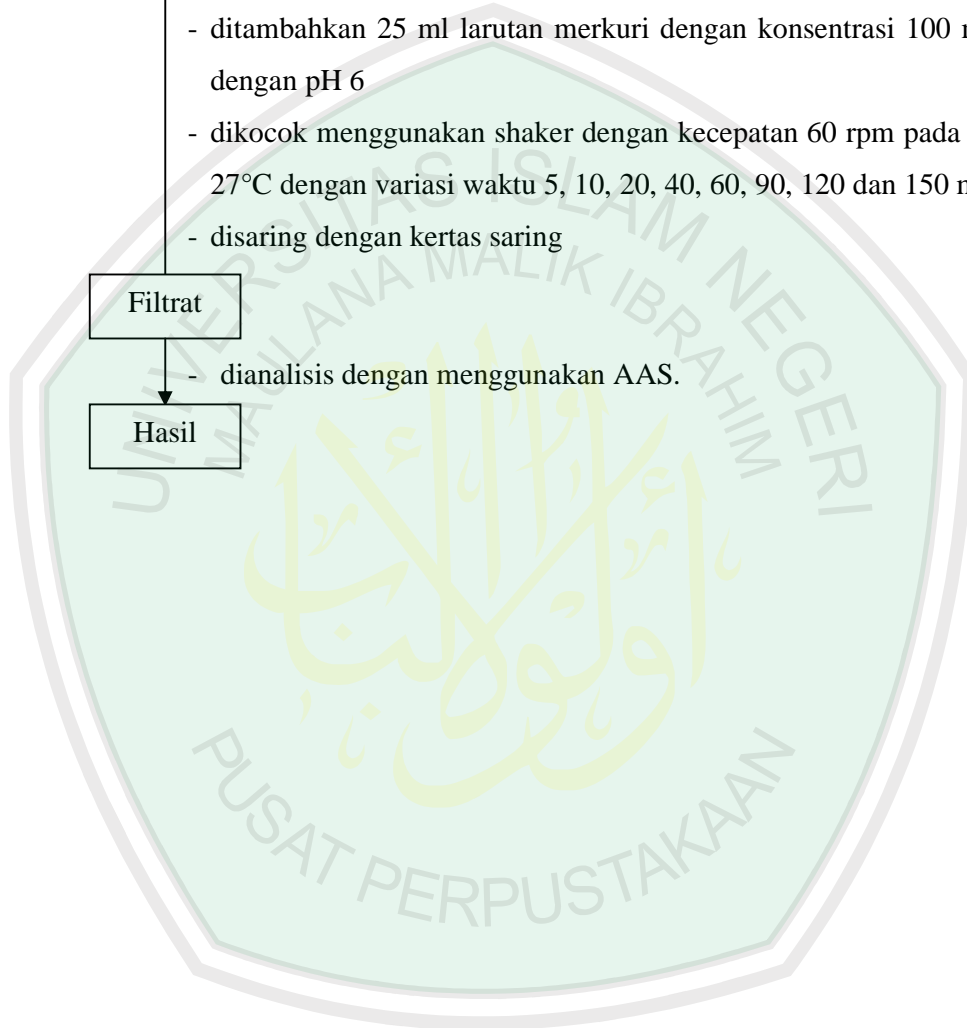 - ditambahkan 25 ml larutan merkuri dengan konsentrasi 100
dengan pH 6
- dikocok menggunakan shaker dengan kecepatan 60 rpm pada
27°C dengan variasi waktu 5, 10, 20, 40, 60, 90, 120 dan 150
- disaring dengan kertas saring
Filtrat
- dianalisis dengan menggunakan AAS.
Hasil
UNIVERSITAS ISLAM NEGERI
MAULANA MALIK IBRAHIM
PUSAT PERPUSTAKAAN